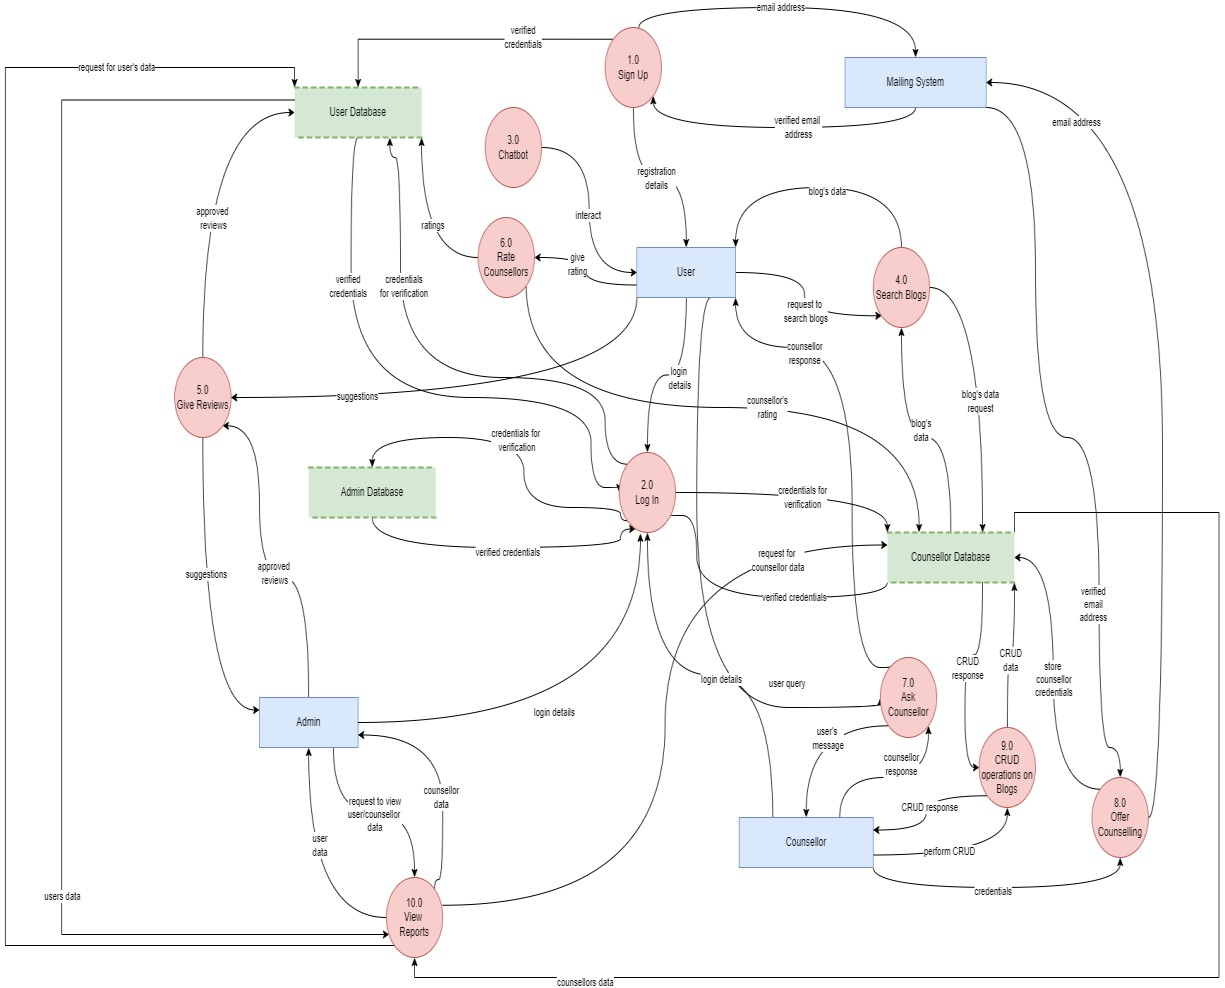 email address
verified
credentials
1.0
Sign Up
request for user's data
Mailing System
User Database
verified email
address
email address
3.0
Chatbot
registration
details
blog's data
approved
reviews
interact
ratings
6.0
Rate
Counsellors
give
rating
User
4.0
Search Blogs
verified
credentials
credentials
for verification
request to
search blogs
counsellor
response
login
details
5.0
Give Reviews
suggestions
counsellor's
rating
blog's data
request
blog's
data
credentials for
verification
Admin Database
2.0
Log In
credentials for
verification
verified credentials
request for
counsellor data
Counsellor Database
suggestions
approved
reviews
verified credentials
verified
email
address
CRUD
response
CRUD
data
store
counsellor
credentials
login details
user query
7.0
Ask
Counsellor
Admin
login details
user's
message
counsellor
response
9.0
CRUD
operations on
Blogs
request to view
user/counsellor
data
counsellor
data
CRUD response
8.0
Offer
Counselling
user
data
Counsellor
perform CRUD
users data
10.0
View
Reports
credentials
counsellors data